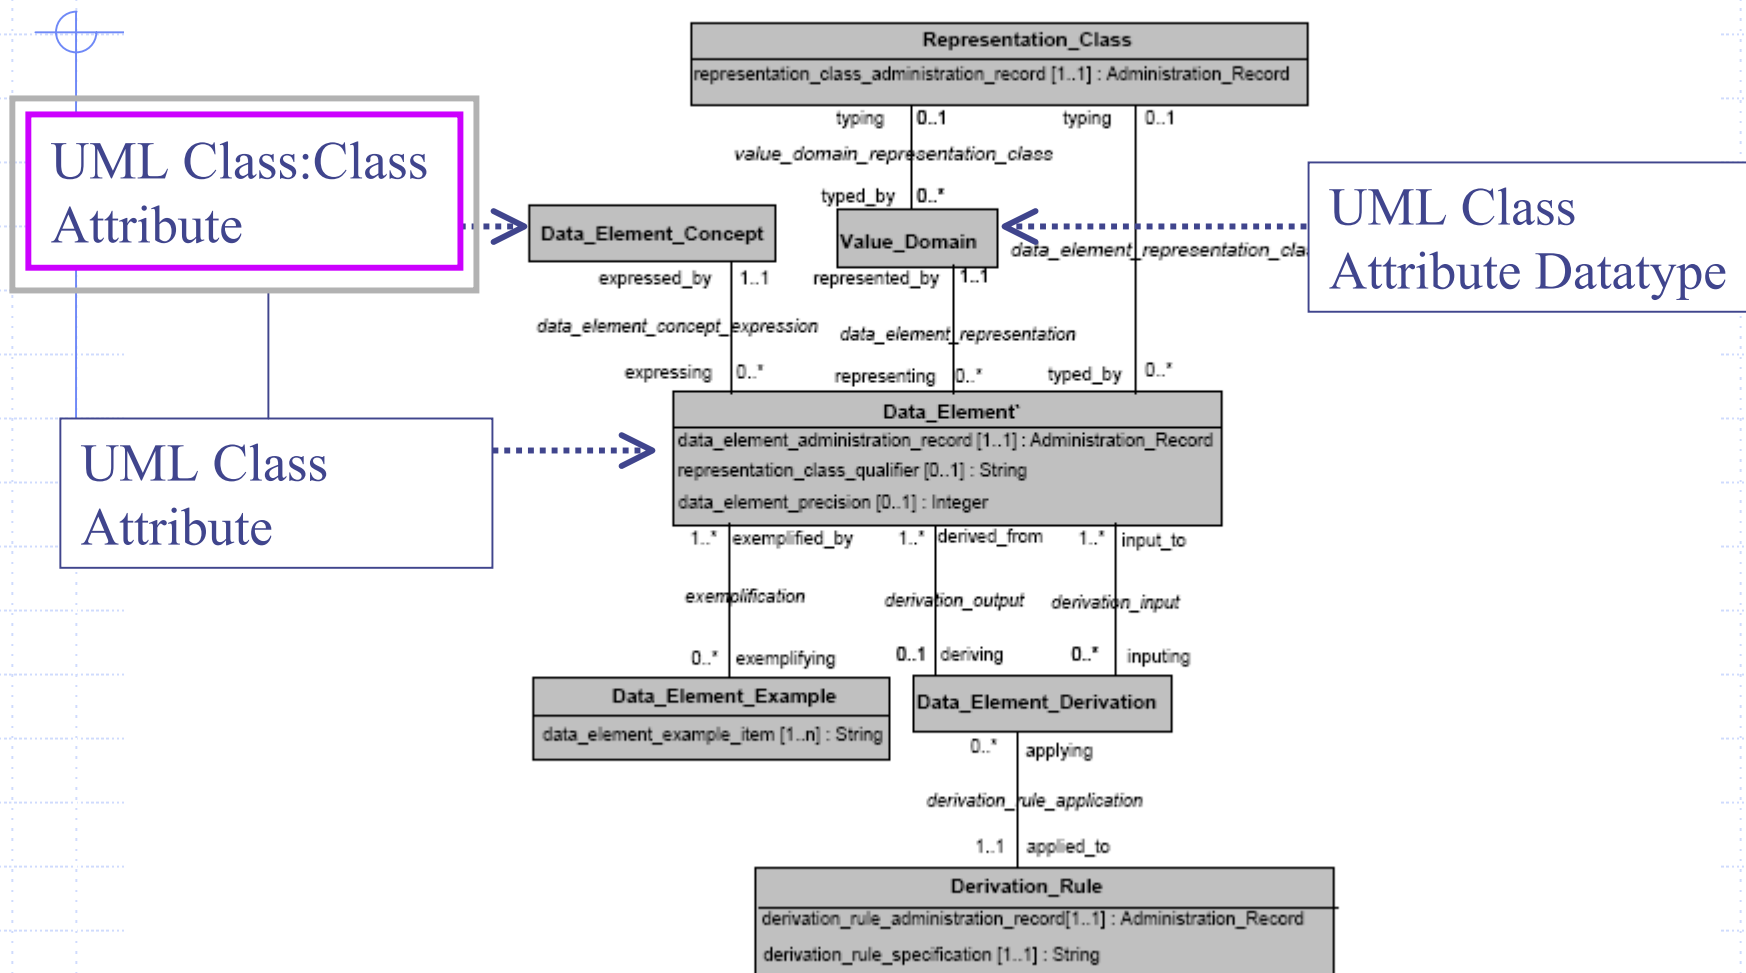 Representation_Class
representation_class_administration_record [1..1] : Administration_Record
typing 0..1 typing 0..1
value_domain_representation_class
UML Class:Class
Attribute
typed_by 0..*
UML Class
Attribute Datatype
Data_Element_Concept
Value_Domain
data_element_representation_clas
expressed_by 1..1
represented_by 1..1
data_element_concept_expression
data_element_representation
expressing 0..*
representing 0..*
typed_by 0..*
Data_Element`
data_element_administration_record [1..1] : Administration_Record
representation_class_qualifier [0..1] : String
data_element_precision [0..1] : Integer
UML Class
Attribute
1..* exemplified_by 1..* derived_from 1..* input_to
exemplification derivation_output derivation_input
0..* exemplifying 0..1 deriving 0..* inputing
Data_Element_Example
data_element_example_item [1..n] : String
Data_Element_Derivation
0..* applying
derivation_rule_application
1..1 applied_to
Derivation_Rule
derivation_rule_administration_record[1..1] : Administration_Record
derivation_rule_specification [1..1] : String